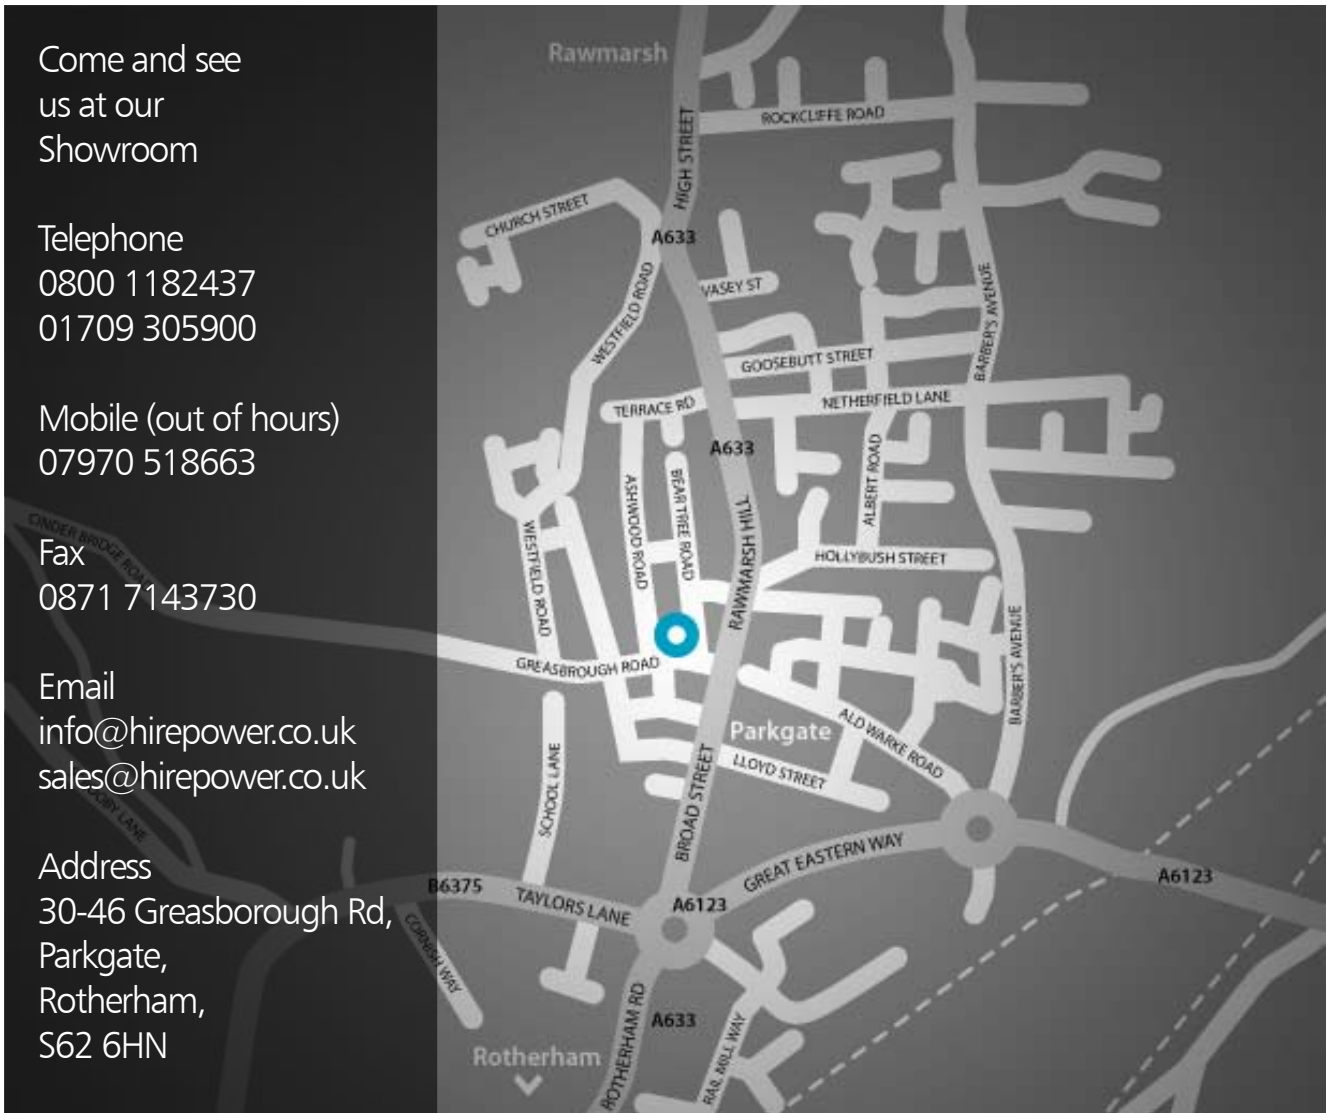 Come and see
us at our
Showroom
Telephone
0800 1182437
01709 305900
Mobile (out of hours)
07970 518663
Fax
0871 7143730
Email
info@hirepower.co.uk
sales@hirepower.co.uk
Address
30-46 Greasborough Rd,
Parkgate,
Rotherham,
S62 6HN
Rawmarsh
ROCKCLIFFE ROAD
HIGH STREET
CHURCH STREET
A633
VASEY ST
WESTFIELD ROAD
BARBER'S AVENUE
GOOSEBUTT STREET
TERRACE RD
NETHERFIELD LANE
A633
ALBERT ROAD
ASHWOOD ROAD
BEAR TREE ROAD
RAWMARSH HILL
CINDER BRIDGE ROAD
WESTFIELD ROAD
HOLLYBUSH STREET
BARBER'S AVENUE
GREASBROUGH ROAD
Parkgate
ALD WARKE ROAD
LLOYD STREET
SCHOOL LANE
BROAD STREET
LANE
GREAT EASTERN WAY
A6123
B6375
TAYLORS LANE
A6123
CORNISH WAY
ROTHERHAM RD
A633
MILL WAY
Rotherham